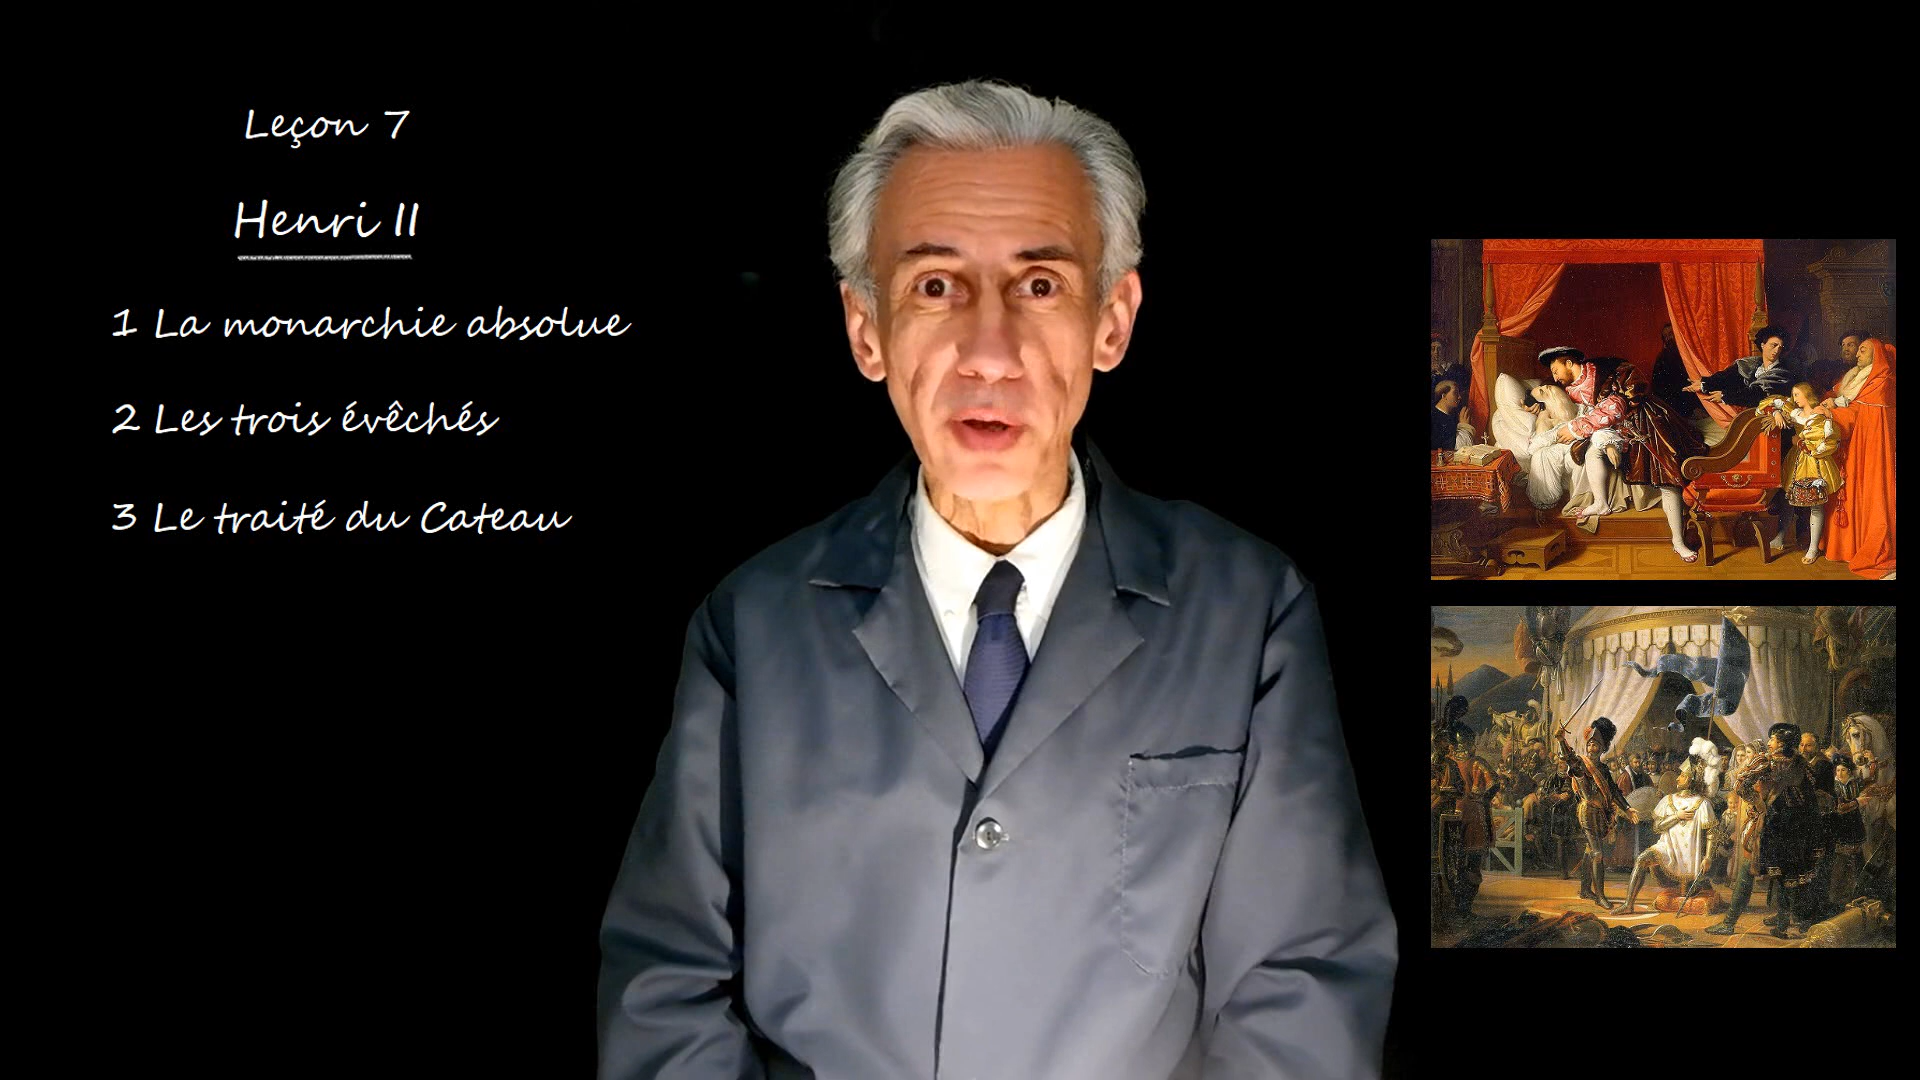 Leçon 7
Henri II
1 La monarchie absolue
2 Les trois évêchés
3 Le traité du Cateau